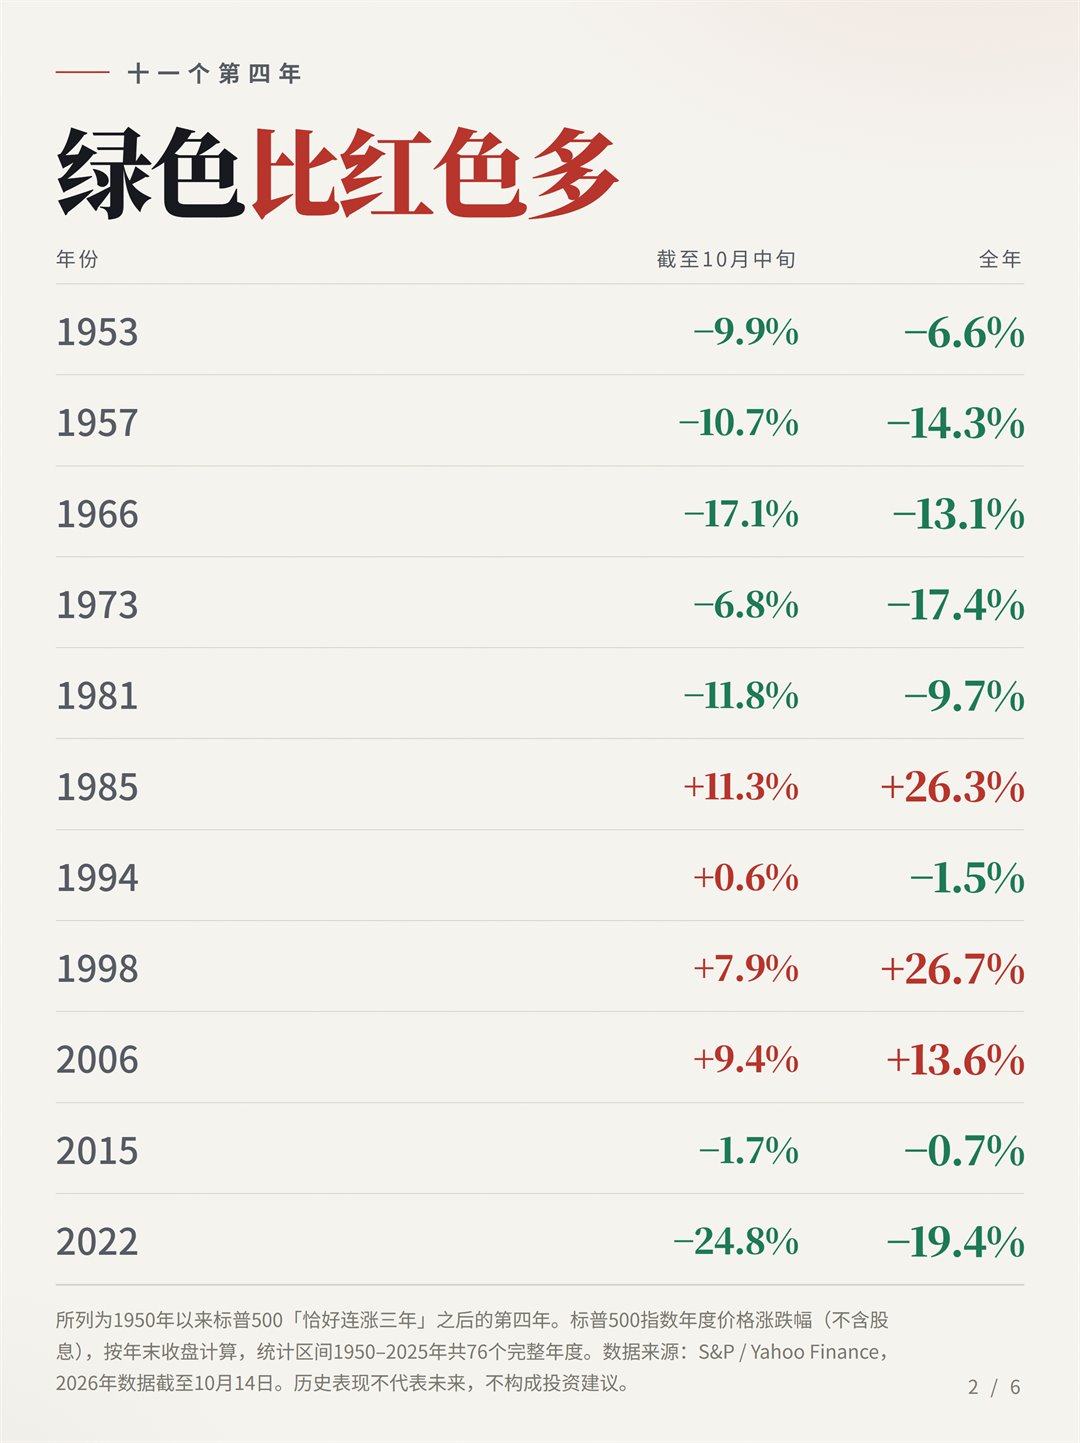 十一个第四年
绿色比红色多
年份 截至10月中旬 全年
1953 −9.9% −6.6%
1957 −10.7% −14.3%
1966 −17.1% −13.1%
1973 −6.8% −17.4%
1981 −11.8% −9.7%
1985 +11.3% +26.3%
1994 +0.6% −1.5%
1998 +7.9% +26.7%
2006 +9.4% +13.6%
2015 −1.7% −0.7%
2022 −24.8% −19.4%
所列为1950年以来标普500「恰好连涨三年」之后的第四年。标普500指数年度价格涨跌幅（不含股
息），按年末收盘计算，统计区间1950–2025年共76个完整年度。数据来源：S&P / Yahoo Finance，
2026年数据截至10月14日。历史表现不代表未来，不构成投资建议。
2 / 6